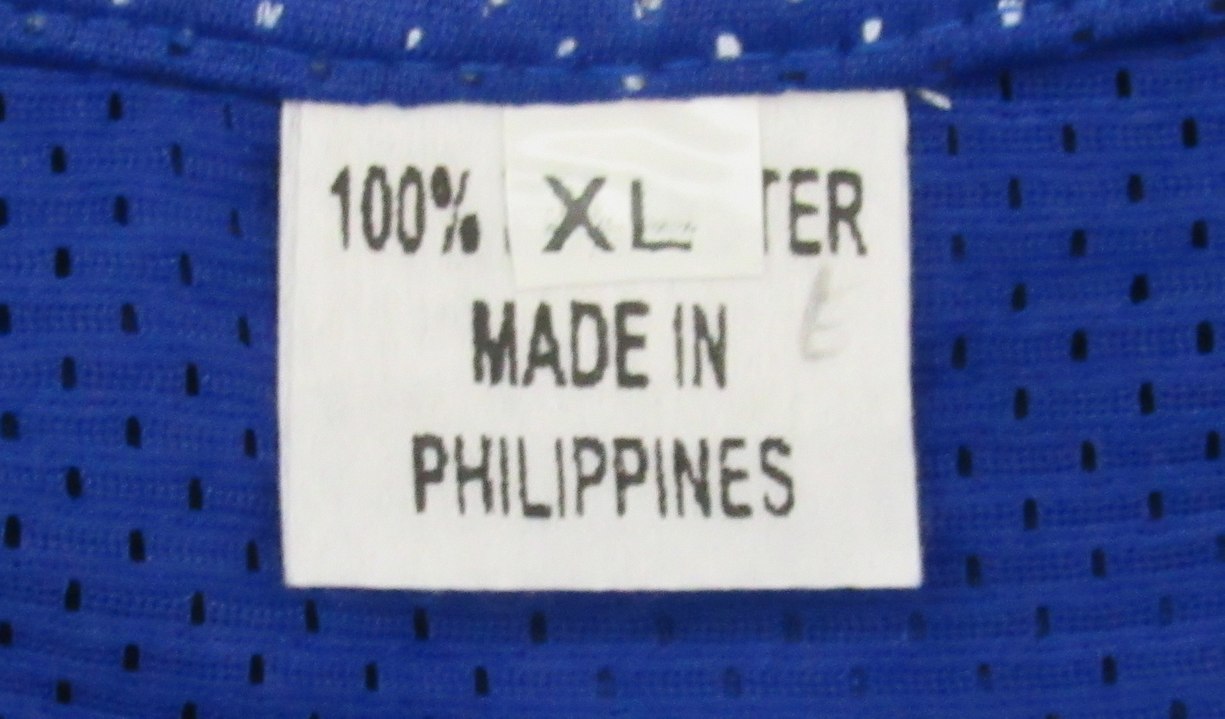 100% XL TER
MADE IN
PHILIPPINES